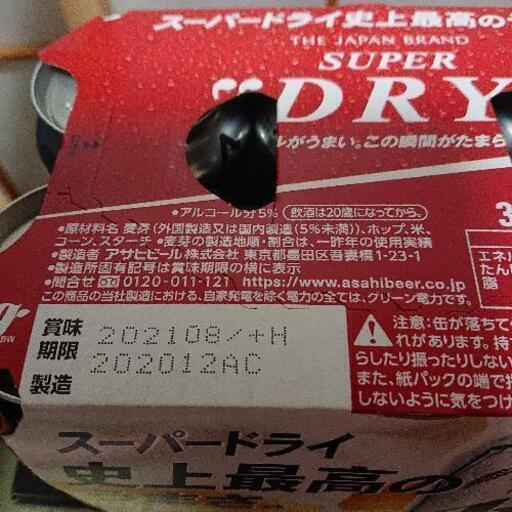 スーパードライ史上最高の
THE JAPAN BRAND
SUPER
"DRY
がうまい。この瞬間がたまら
•アルコール分5% 飲酒は20歳になってから。
•原材料名 麦芽(外国製造又は国内製造(5%未満))、ホップ、米、
コーン、スターチ •麦芽の製造地順・割合は、一昨年の使用実績
•製造者 アサヒビール 株式会社 東京都墨田区吾妻橋1-23-1
•製造所固有記号は賞味期限の横に表示
•問合せ 0120-011-121 https://www.asahibeer.co.jp
この商品の当社製造における、自家発電を除く電力の全ては、グリーン電力です。
エネル
たんぱ
脂
賞味
期限
202108/+H
製造
202012AC
注意:缶が落ちて
れがあります。持
らしたり振ったりしない
また、紙パックの端で
しないように気をつけ
スーパードライ
史上最高の